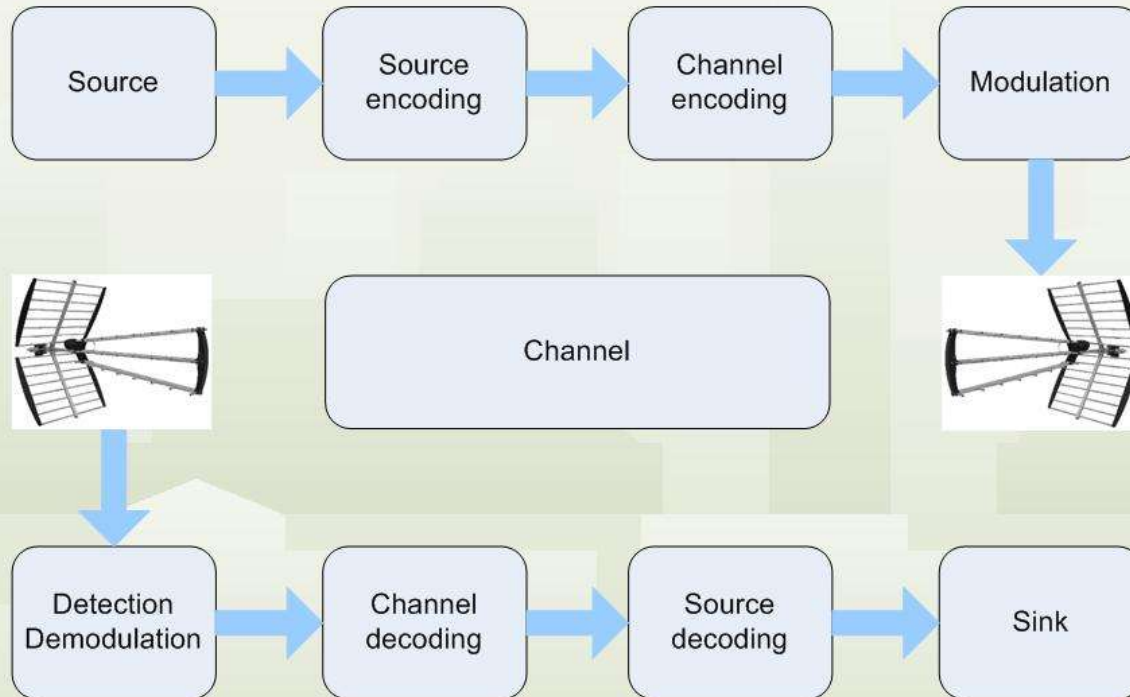 Source
Source
encoding
Channel
encoding
Modulation
Channel
Detection
Demodulation
Channel
decoding
Source
decoding
Sink